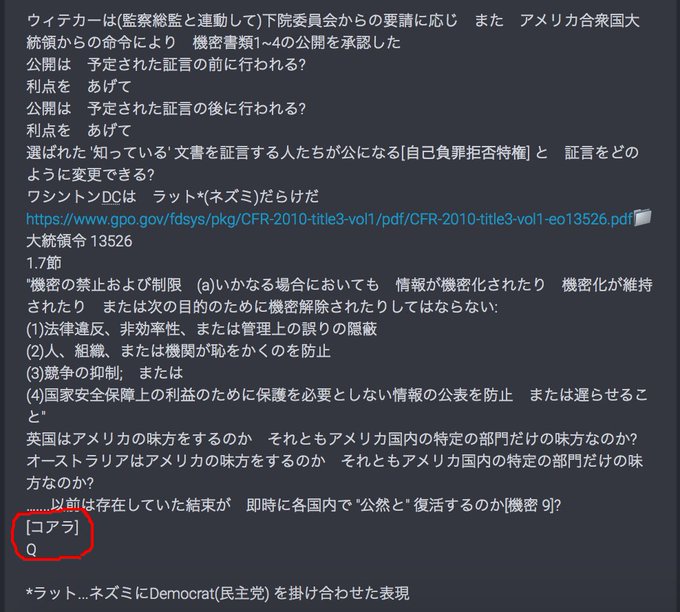 ウィテカーは(監察総監と連動して)下院委員会からの要請に応じ　また　アメリカ合衆国大
統領からの命令により　機密書類1~4の公開を承認した
公開は　予定された証言の前に行われる?
利点を　あげて
公開は　予定された証言の後に行われる?
利点を　あげて
選ばれた '知っている' 文書を証言する人たちが公になる[自己負罪拒否特権] と　証言をどの
ように変更できる?
ワシントンDCは　ラット*(ネズミ)だらけだ
https://www.gpo.gov/fdsys/pkg/CFR-2010-title3-vol1/pdf/CFR-2010-title3-vol1-eo13526.pdf
大統領令 13526
1.7節
"機密の禁止および制限　(a)いかなる場合においても　情報が機密化されたり　機密化が維持
されたり　または次の目的のために機密解除されたりしてはならない:
(1)法律違反、非効率性、または管理上の誤りの隠蔽
(2)人、組織、または機関が恥をかくのを防止
(3)競争の抑制;　または
(4)国家安全保障上の利益のために保護を必要としない情報の公表を防止　または遅らせるこ
と"
英国はアメリカの味方をするのか　それともアメリカ国内の特定の部門だけの味方なのか?
オーストラリアはアメリカの味方をするのか　それともアメリカ国内の特定の部門だけの味
方なのか?
.......以前は存在していた結束が　即時に各国内で "公然と" 復活するのか[機密 9]?
[コアラ]
Q
*ラット...ネズミにDemocrat(民主党) を掛け合わせた表現